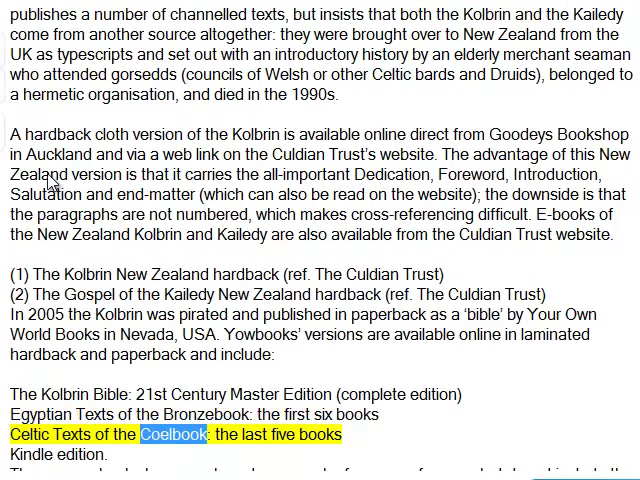 publishes a number of channelled texts, but insists that both the Kolbrin and the Kailedy
come from another source altogether: they were brought over to New Zealand from the
UK as typescripts and set out with an introductory history by an elderly merchant seaman
who attended gorsedds (councils of Welsh or other Celtic bards and Druids), belonged to
a hermetic organisation, and died in the 1990s.
A hardback cloth version of the Kolbrin is available online direct from Goodeys Bookshop
in Auckland and via a web link on the Culdian Trust's website. The advantage of this New
Zealand version is that it carries the all-important Dedication, Foreword, Introduction,
Salutation and end-matter (which can also be read on the website); the downside is that
the paragraphs are not numbered, which makes cross-referencing difficult. E-books of
the New Zealand Kolbrin and Kailedy are also available from the Culdian Trust website.
(1) The Kolbrin New Zealand hardback (ref. The Culdian Trust)
(2) The Gospel of the Kailedy New Zealand hardback (ref. The Culdian Trust)
In 2005 the Kolbrin was pirated and published in paperback as a 'bible' by Your Own
World Books in Nevada, USA. Yowbooks' versions are available online in laminated
hardback and paperback and include:
The Kolbrin Bible: 21st Century Master Edition (complete edition)
Egyptian Texts of the Bronzebook: the first six books
Celtic Texts of the Coelbook: the last five books
Kindle edition.